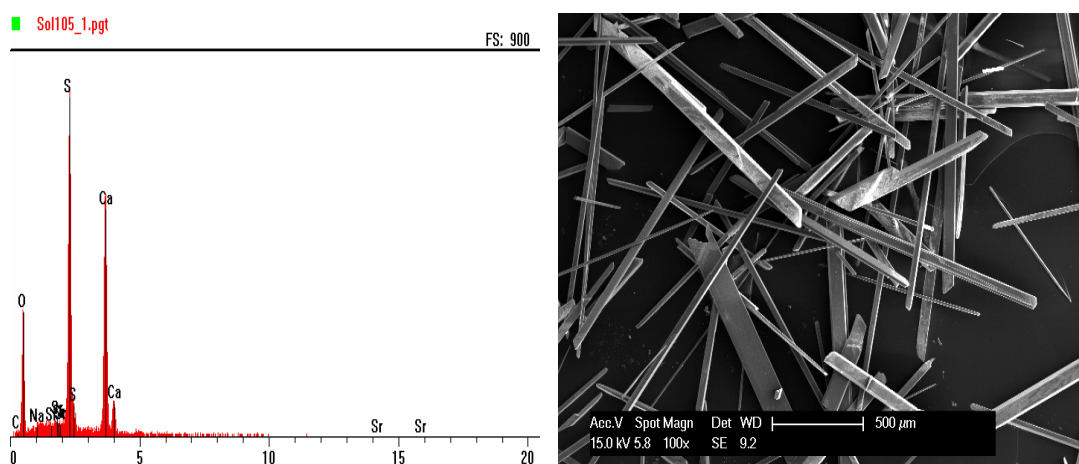 Sol105_1.pgt
FS: 900
S
Ca
O
S
Ca
C
Na
Sr
Sr
Sr
0
5
10
15
20
Acc.V Spot Magn Det WD
500 µm
15.0 kV 5.8 100x SE 9.2